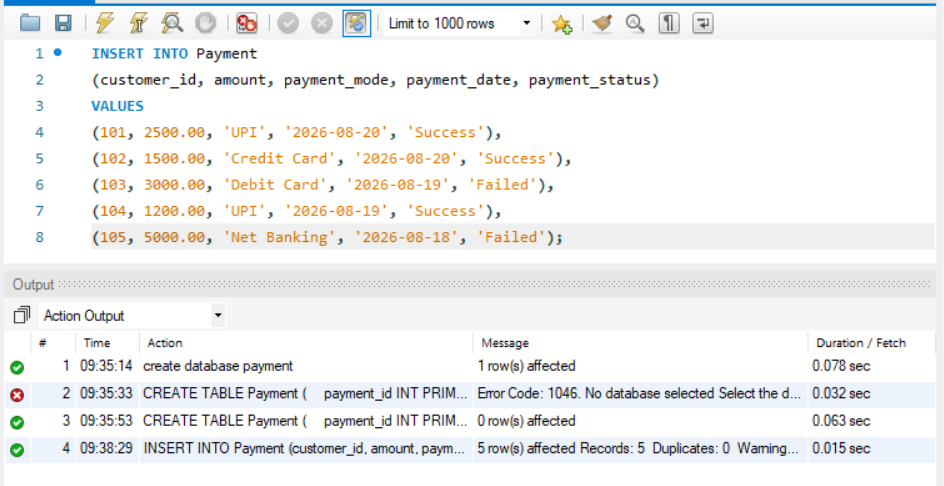 Limit to 1000 rows
1 INSERT INTO Payment
2 (customer_id, amount, payment_mode, payment_date, payment_status)
3 VALUES
4 (101, 2500.00, 'UPI', '2026-08-20', 'Success'),
5 (102, 1500.00, 'Credit Card', '2026-08-20', 'Success'),
6 (103, 3000.00, 'Debit Card', '2026-08-19', 'Failed'),
7 (104, 1200.00, 'UPI', '2026-08-19', 'Success'),
8 (105, 5000.00, 'Net Banking', '2026-08-18', 'Failed');
Output
Action Output
# Time Action Message Duration / Fetch
1 09:35:14 create database payment 1 row(s) affected 0.078 sec
2 09:35:33 CREATE TABLE Payment ( payment_id INT PRIM... Error Code: 1046. No database selected Select the d... 0.032 sec
3 09:35:53 CREATE TABLE Payment ( payment_id INT PRIM... 0 row(s) affected 0.063 sec
4 09:38:29 INSERT INTO Payment (customer_id, amount, paym... 5 row(s) affected Records: 5 Duplicates: 0 Warning... 0.015 sec